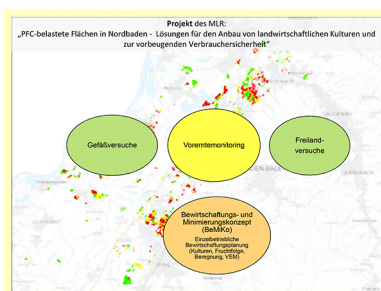 Projekt des MLR:
„PFC-belastete Flächen in Nordbaden - Lösungen für den Anbau von landwirtschaftlichen Kulturen und
zur vorbeugenden Verbrauchersicherheit"
Gefäßversuche
Vorerntemonitoring
Freiland-
versuche
Bewirtschaftungs- und
Minimierungskonzept
(BeMiKo)
Einzelbetriebliche
Bewirtschaftungsplanung
(Kulturen, Fruchtfolge,
Beregnung, VEM)